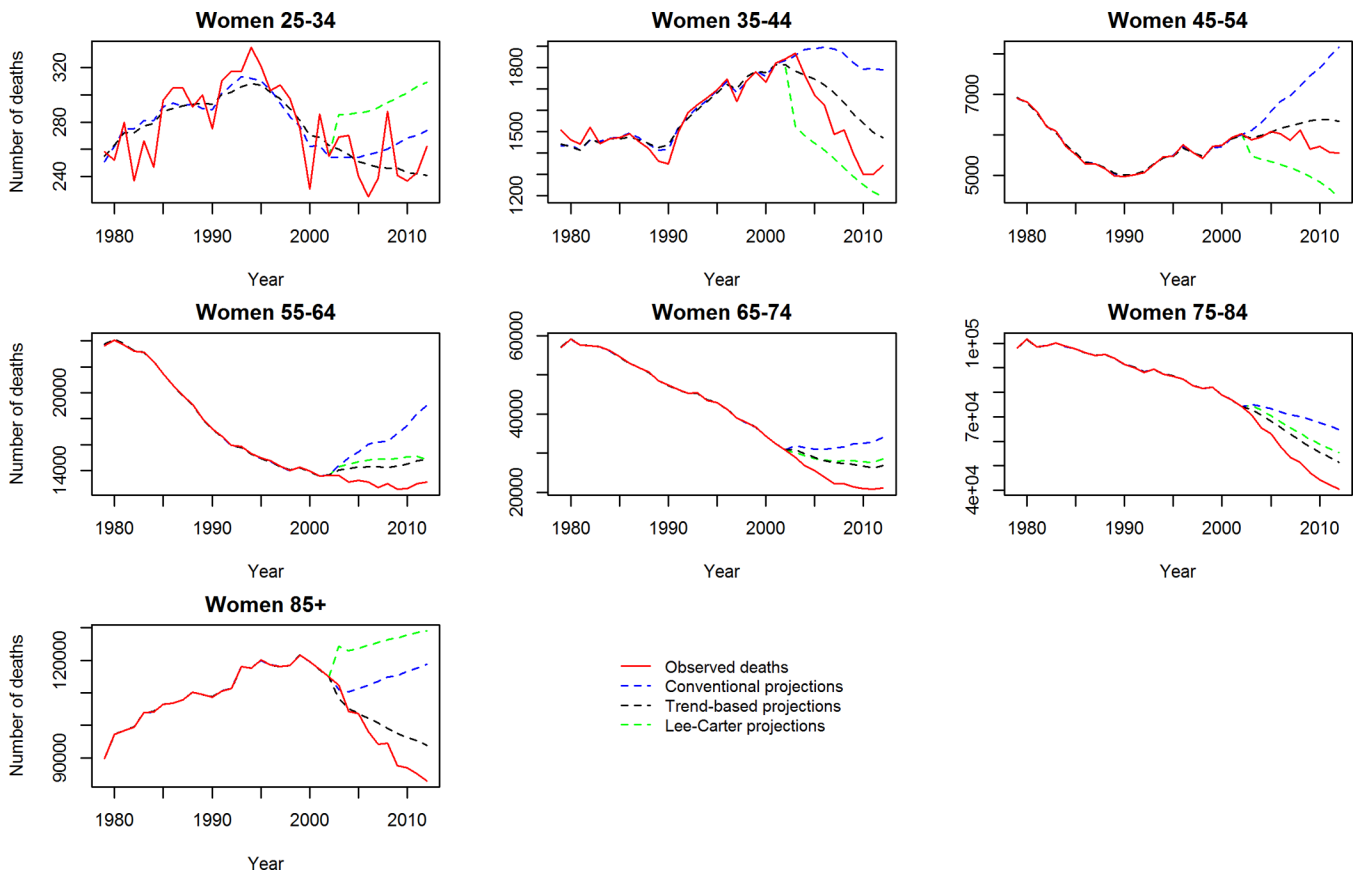 Women 25-34
Number of deaths
320
280
240
1980 1990 2000 2010
Year
Women 35-44
1800
1500
1200
1980 1990 2000 2010
Year
Women 45-54
7000
5000
1980 1990 2000 2010
Year
Women 55-64
Number of deaths
20000
14000
1980 1990 2000 2010
Year
Women 65-74
60000
40000
20000
1980 1990 2000 2010
Year
Women 75-84
1e+05
7e+04
4e+04
1980 1990 2000 2010
Year
Women 85+
Number of deaths
120000
90000
1980 1990 2000 2010
Year
Observed deaths
Conventional projections
Trend-based projections
Lee-Carter projections